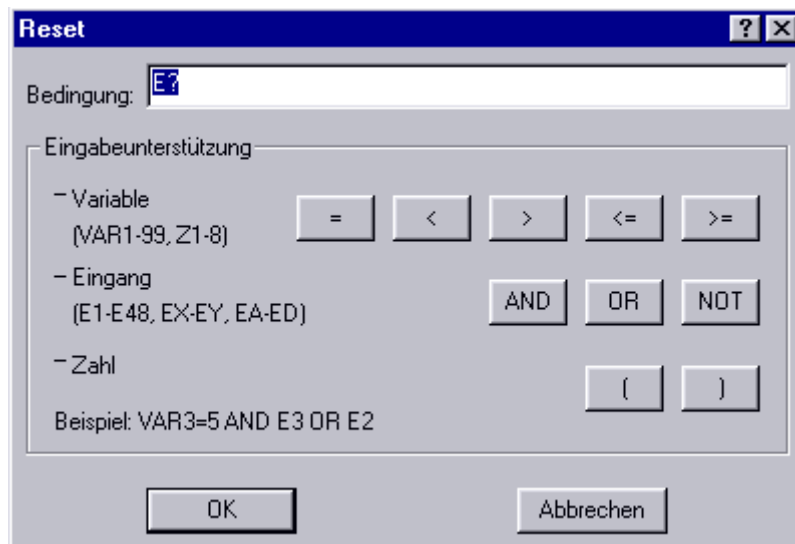 Reset
Bedingung: E?
Eingabeunterstützung
– Variable = < > <= >=
(VAR1-99, Z1-8)
– Eingang AND OR NOT
(E1-E48, EX-EY, EA-ED)
– Zahl ( )
Beispiel: VAR3=5 AND E3 OR E2
OK Abbrechen